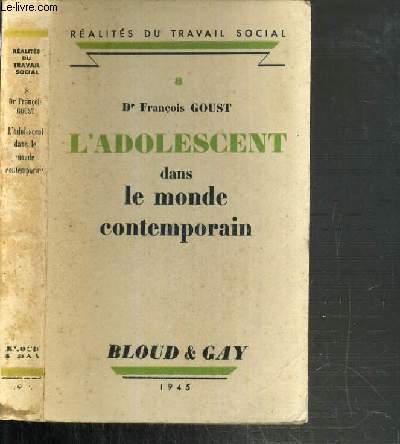 le-livre.com
RÉALITÉS DU TRAVAIL SOCIAL
8
Dr François GOUST
L'ADOLESCENT
dans
le monde
contemporain
BLOUD & GAY
1945
RÉALITÉS
DU
TRAVAIL
SOCIAL
8
Dr François
GOUST
L'adolescent
dans le
monde
contemporain
BLOUD
& GAY